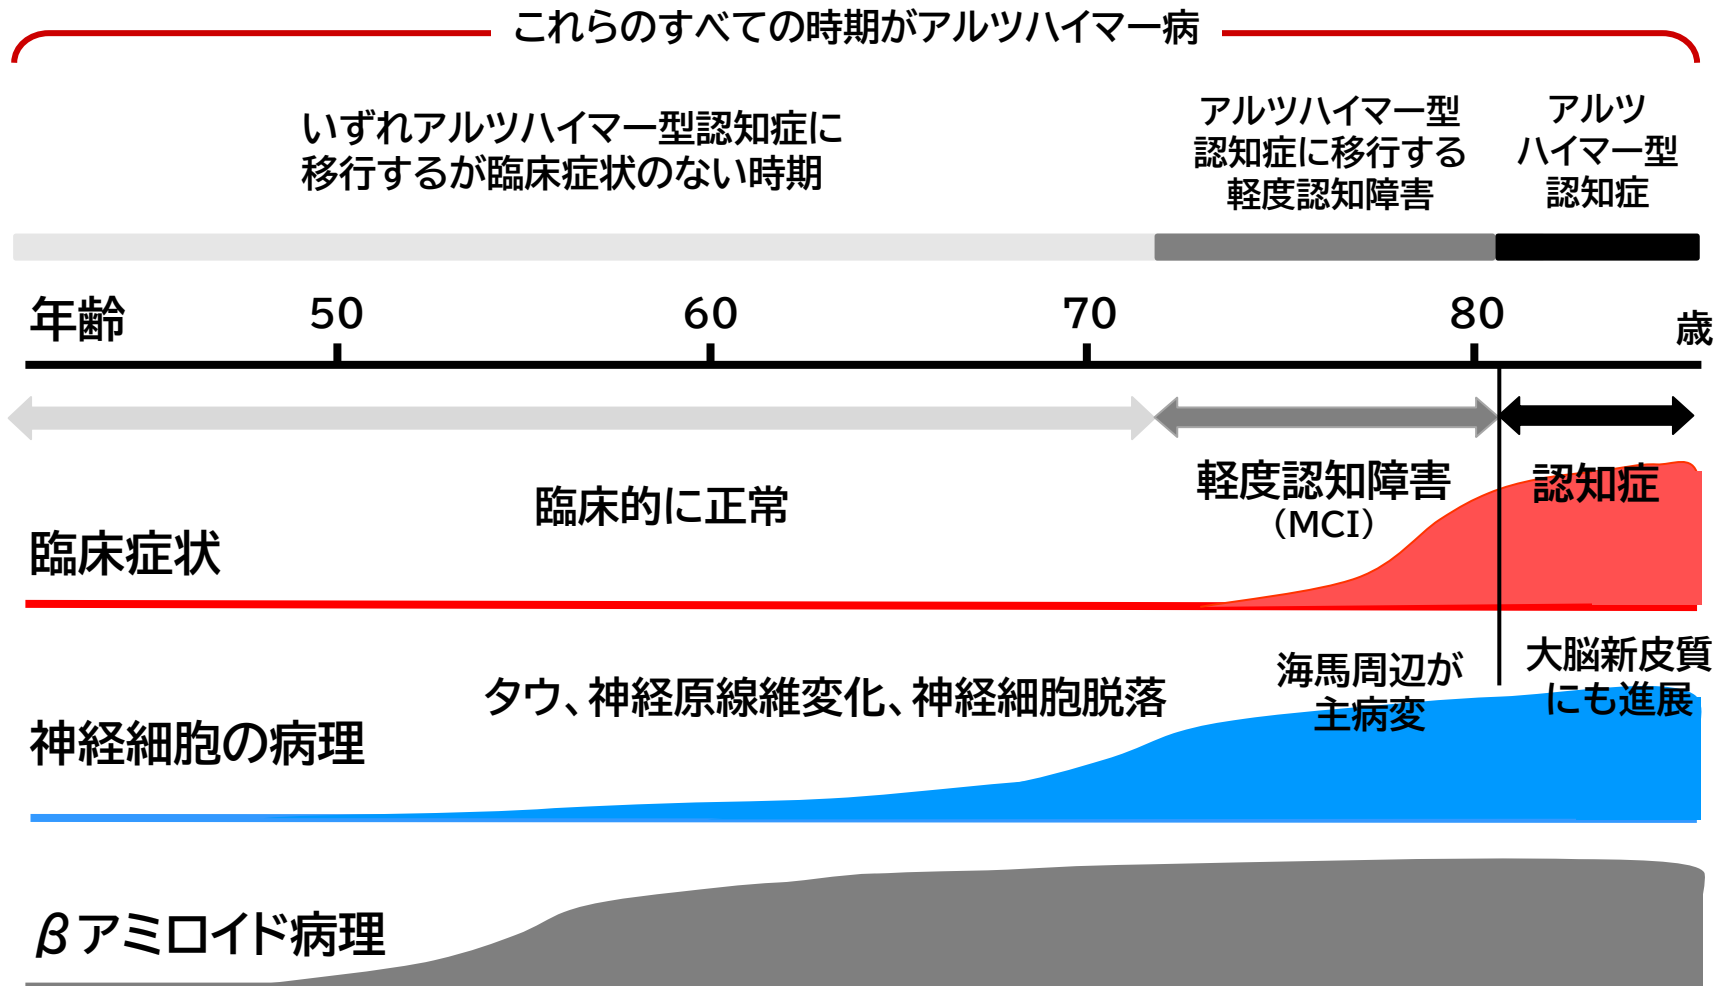 これらのすべての時期がアルツハイマー病
いずれアルツハイマー型認知症に
移行するが臨床症状のない時期
アルツハイマー型
認知症に移行する
軽度認知障害
アルツ
ハイマー型
認知症
年齢 50 60 70 80 歳
臨床的に正常
軽度認知障害
（MCI）
認知症
臨床症状
タウ、神経原線維変化、神経細胞脱落
海馬周辺が
主病変
大脳新皮質
にも進展
神経細胞の病理
βアミロイド病理